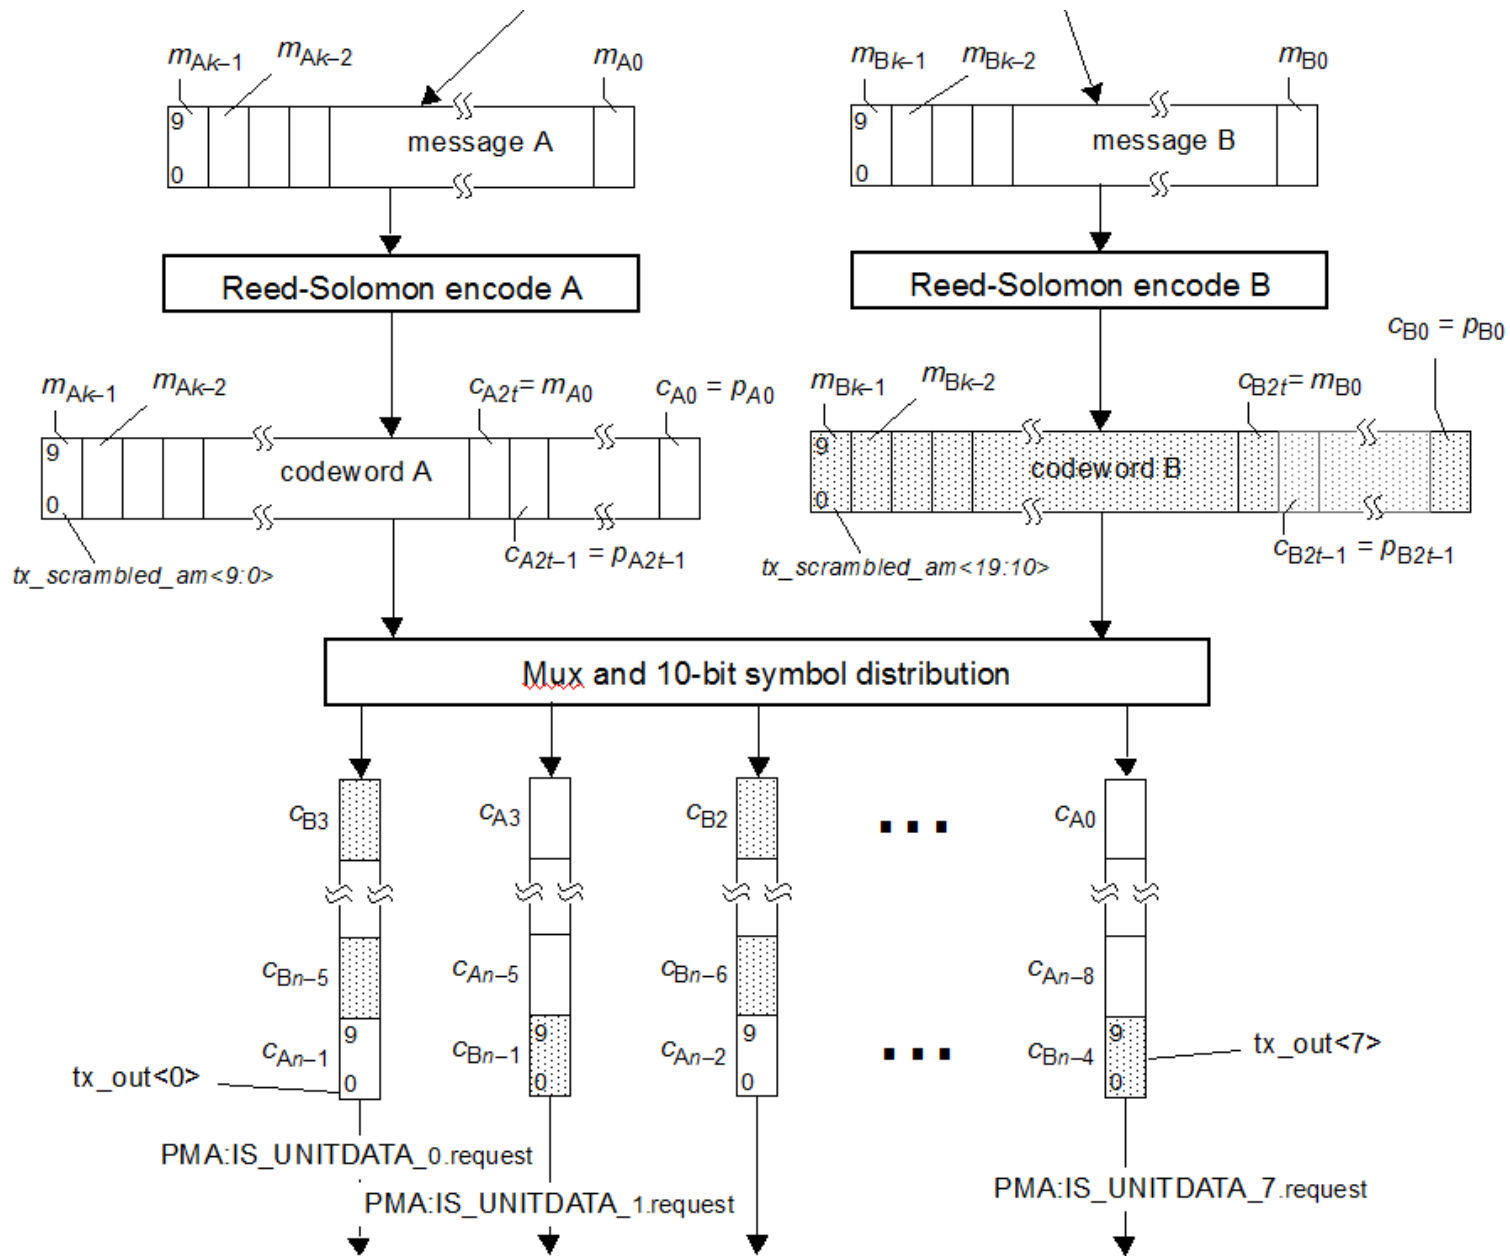 mAk–1 mAk–2 mA0 mBk–1 mBk–2 mB0
9 9
message A message B
0 0
Reed-Solomon encode A Reed-Solomon encode B
cB0 = pB0
mAk–1 mAk–2 cA2t= mA0 cA0 = pA0 mBk–1 mBk–2 cB2t= mB0
9 9
codeword A codeword B
0 0
cA2t–1 = pA2t–1 cB2t–1 = pB2t–1
tx_scrambled_am<9:0> tx_scrambled_am<19:10>
Mux and 10-bit symbol distribution
cB3 cA3 cB2 ... cA0
cBn–5 cAn–5 cBn–6 cAn–8
9 9 9 9
cAn–1 cBn–1 cAn–2 ... cBn–4 tx_out<7>
tx_out<0> 0 0 0 0
PMA:IS_UNITDATA_0.request
PMA:IS_UNITDATA_1.request PMA:IS_UNITDATA_7.request